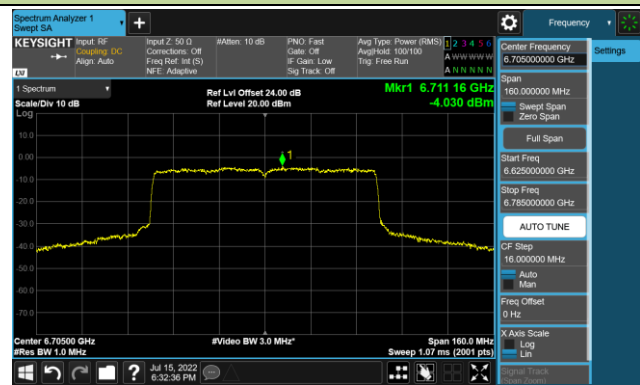 Spectrum Analyzer 1
Swept SA
Frequency
KEYSIGHT
Input: RF
Coupling: DC
Align: Auto
Input Z: 50 Ω
Corrections: Off
Freq Ref: Int (S)
NFE: Adaptive
#Atten: 10 dB
PNO: Fast
Gate: Off
IF Gain: Low
Sig Track: Off
Avg Type: Power (RMS)
Avg|Hold: 100/100
Trig: Free Run
1 2 3 4 5 6
A W W W W W
A N N N N N
LXI
1 Spectrum
Scale/Div 10 dB
Log
Ref Lvl Offset 24.00 dB
Ref Level 20.00 dBm
Mkr1 6.711 16 GHz
-4.030 dBm
10.0
0.00
-10.0
-20.0
-30.0
-40.0
-50.0
-60.0
-70.0
1
Center 6.70500 GHz
#Res BW 1.0 MHz
#Video BW 3.0 MHz*
Span 160.0 MHz
Sweep 1.07 ms (2001 pts)
Jul 15, 2022
6:32:36 PM
Center Frequency
6.705000000 GHz
Settings
Span
160.000000 MHz
Swept Span
Zero Span
Full Span
Start Freq
6.625000000 GHz
Stop Freq
6.785000000 GHz
AUTO TUNE
CF Step
16.000000 MHz
Auto
Man
Freq Offset
0 Hz
X Axis Scale
Log
Lin
Signal Track
(Span Zoom)